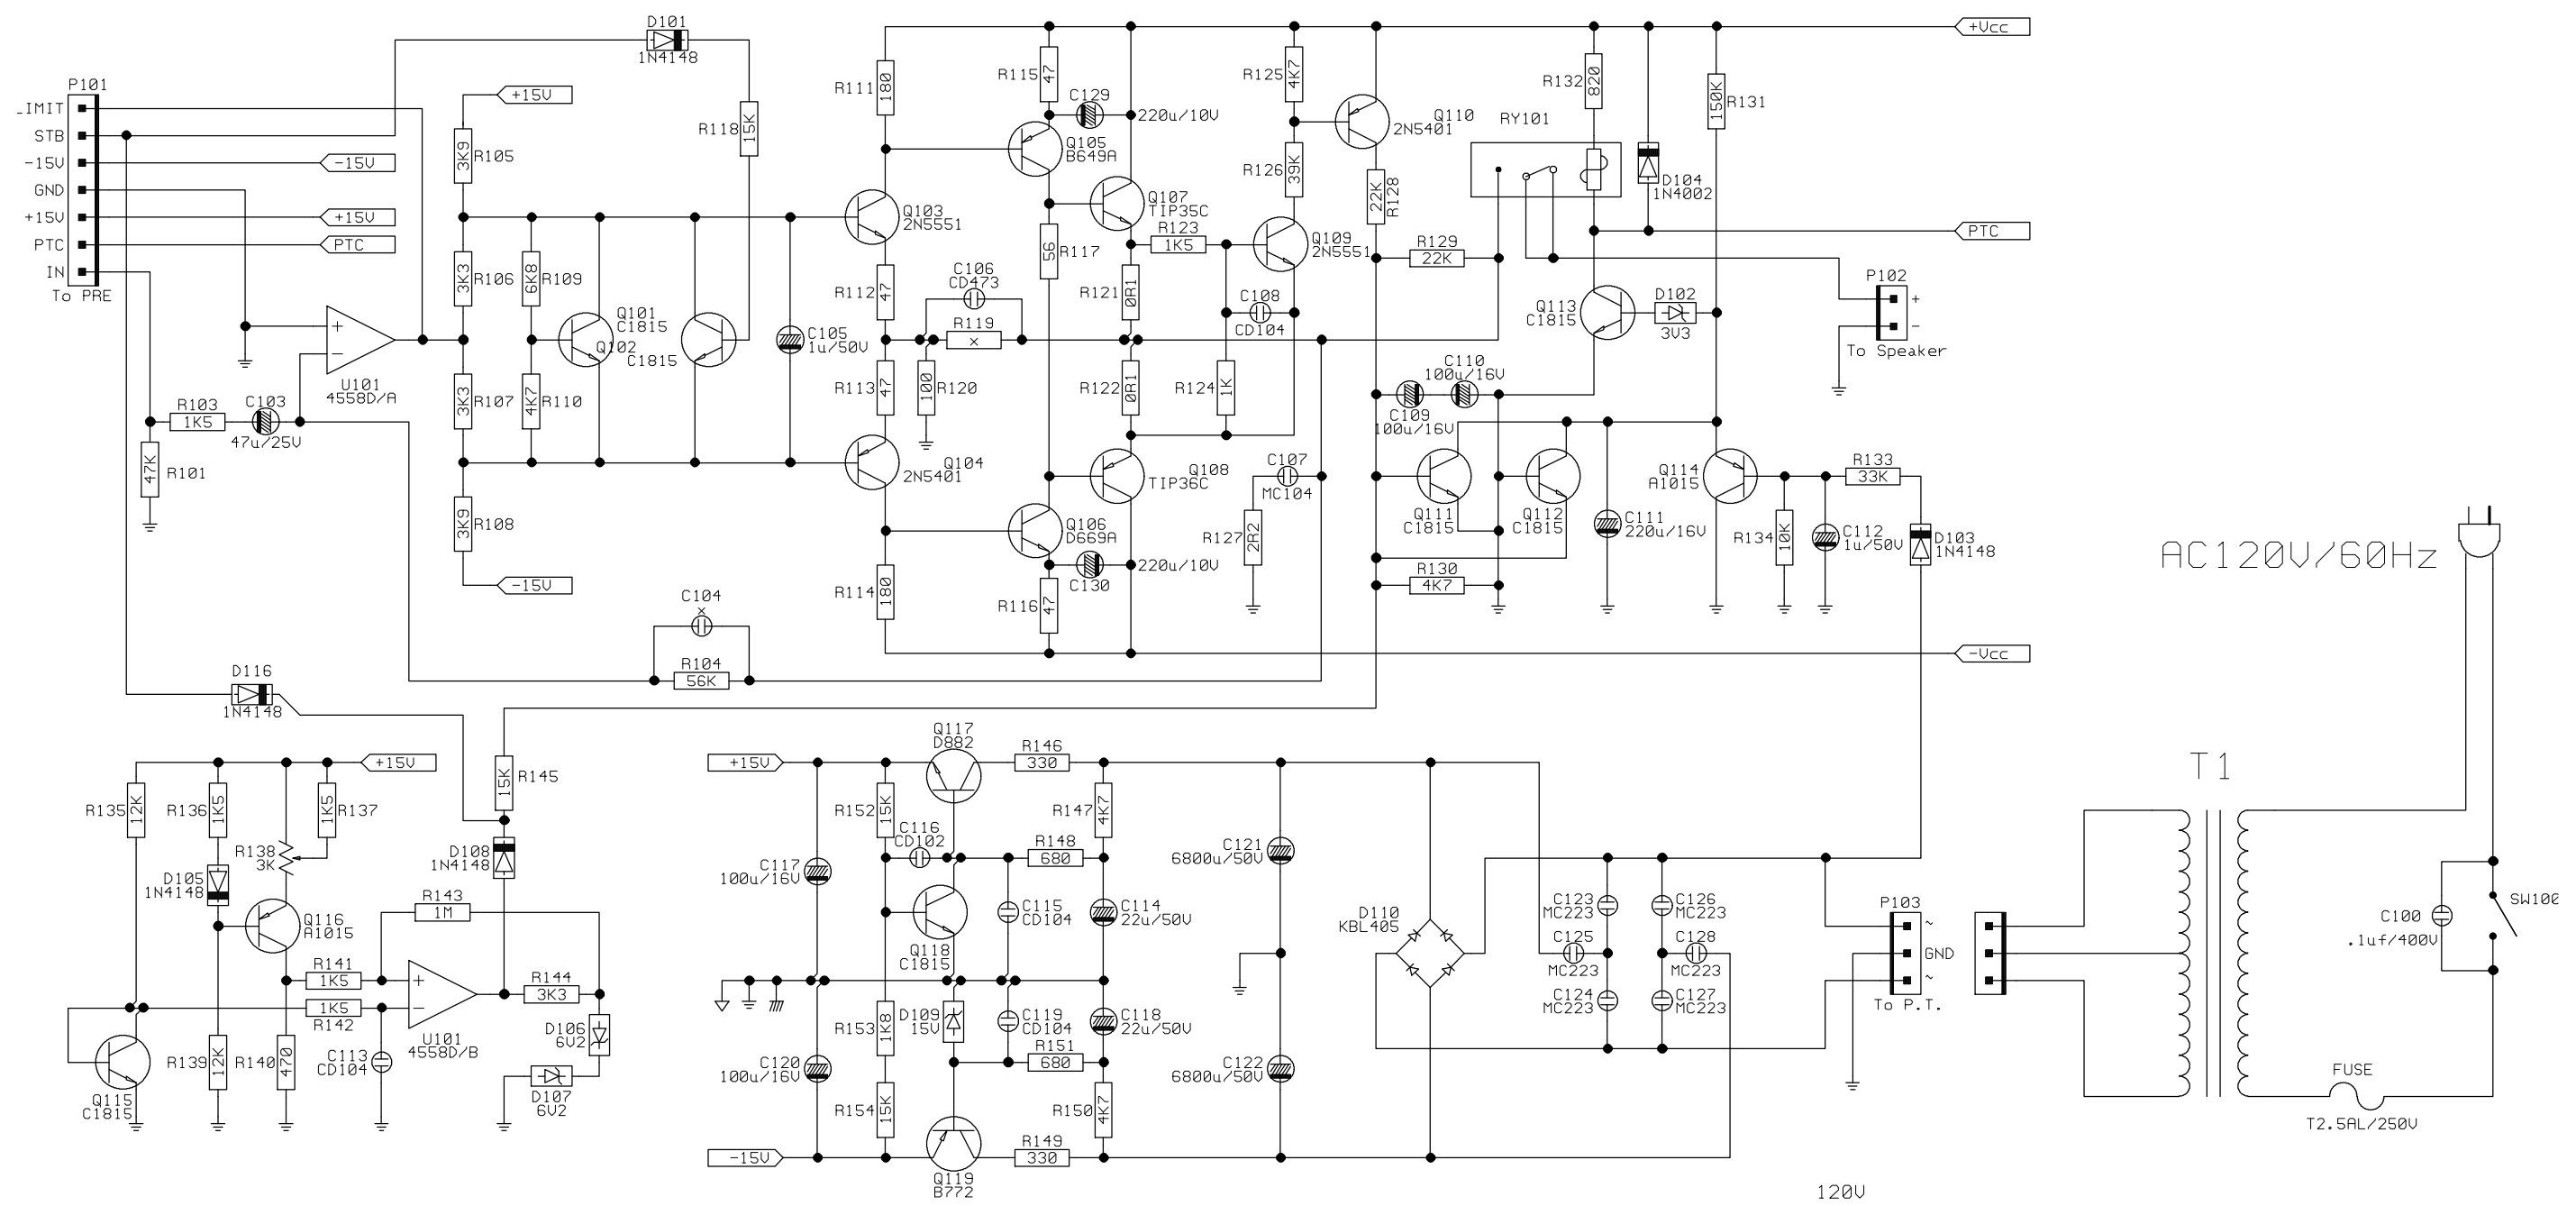 D101
1N4148
P101
_IMIT
STB
-15V
GND
+15V
PTC
IN
To PRE
-15V
+15V
PTC
+15V
3K9
R105
3K3
R106
6K8
R109
3K3
R107
4K7
R110
3K9
R108
-15V
U101
4558D/A
R103
1K5
C103
47u/25V
47K
R101
R118
15K
Q101
C1815
Q102
C1815
C105
1u/50V
R111
180
Q103
2N5551
R112
47
R113
47
Q104
2N5401
R114
180
C106
CD473
R119
x
100
R120
R115
47
C129
220u/10V
Q105
B649A
Q107
TIP35C
56
R117
R121
0R1
R122
0R1
R123
1K5
C108
CD104
R124
1K
Q108
TIP36C
Q106
D669A
C130
220u/10V
R116
47
R125
4K7
R126
39K
Q109
2N5551
Q110
2N5401
22K
R128
R129
22K
C107
MC104
R127
2R2
C110
100u/16V
C109
100u/16V
Q111
C1815
Q112
C1815
R130
4K7
RY101
R132
820
D104
1N4002
150K
R131
+Vcc
PTC
Q113
C1815
D102
3V3
P102
+
-
To Speaker
C111
220u/16V
Q114
A1015
R133
33K
R134
10K
C112
1u/50V
D103
1N4148
-Vcc
C104
x
R104
56K
D116
1N4148
+15V
R135
12K
R136
1K5
1K5
R137
R138
3K
D105
1N4148
Q116
A1015
R143
1M
R141
1K5
1K5
R142
U101
4558D/B
D108
1N4148
15K
R145
R144
3K3
D106
6V2
D107
6V2
R139
12K
R140
470
C113
CD104
Q115
C1815
+15V
Q117
D882
R146
330
R152
15K
C116
CD102
R148
680
R147
4K7
C117
100u/16V
Q118
C1815
C115
CD104
C114
22u/50V
R153
1K8
D109
15V
C119
CD104
C118
22u/50V
R151
680
C120
100u/16V
R154
15K
R150
4K7
R149
330
-15V
Q119
B772
C121
6800u/50V
C122
6800u/50V
D110
KBL405
C123
MC223
C126
MC223
C125
MC223
C128
MC223
C124
MC223
C127
MC223
P103
~
GND
~
To P.T.
T1
AC120V/60Hz
C100
.1uf/400V
SW100
FUSE
T2.5AL/250V
120V